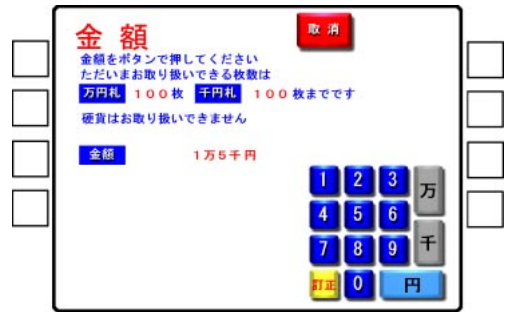 金 額
取 消
金額をボタンで押してください
ただいまお取り扱いできる枚数は
万円札 100枚 千円札 100枚までです
硬貨はお取り扱いできません
金額 1万5千円
1 2 3 万
4 5 6
7 8 9 千
訂正 0 円